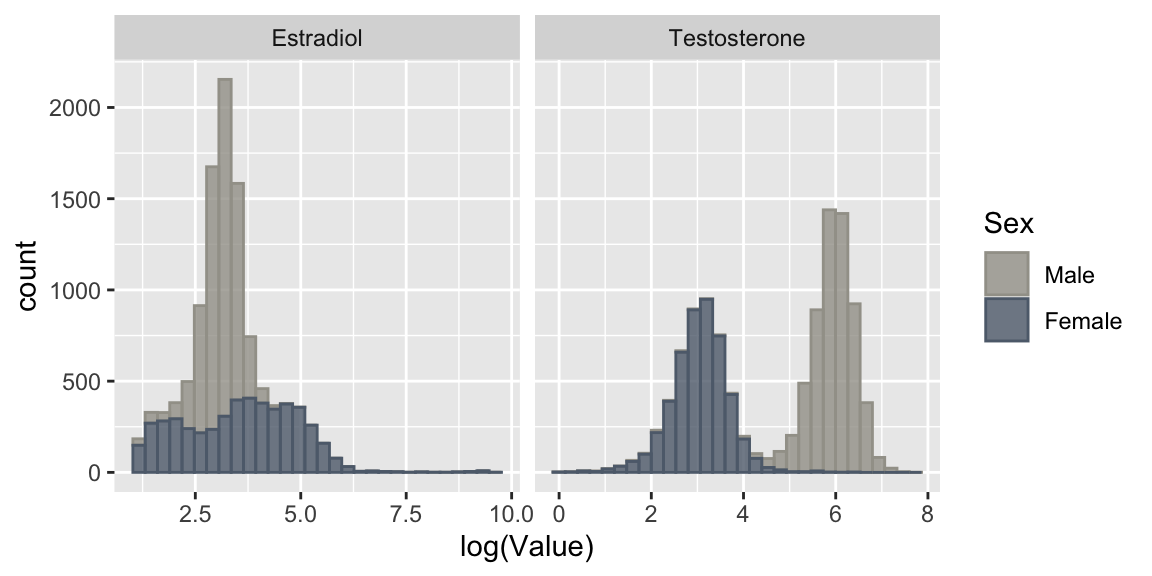 Estradiol
Testosterone
2000
1500
1000
500
0
count
2.5 5.0 7.5 10.0
0 2 4 6 8
log(Value)
Sex
Male
Female